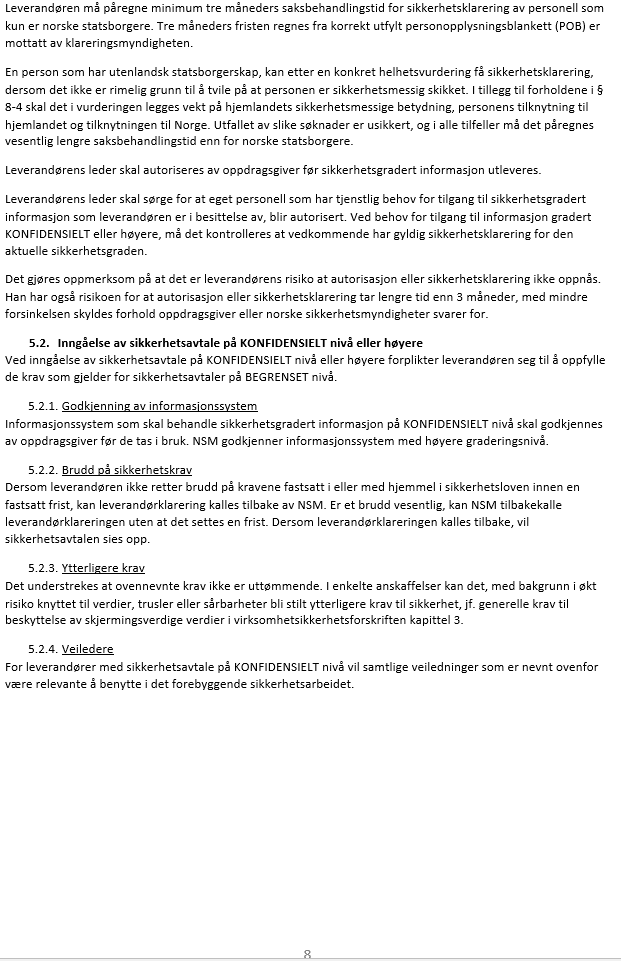 Leverandøren må påregne minimum tre måneders saksbehandlingstid for sikkerhetsklarering av personell som
kun er norske statsborgere. Tre måneders fristen regnes fra korrekt utfylt personopplysningsblankett (POB) er
mottatt av klareringsmyndigheten.
En person som har utenlandsk statsborgerskap, kan etter en konkret helhetsvurdering få sikkerhetsklarering,
dersom det ikke er rimelig grunn til å tvile på at personen er sikkerhetsmessig skikket. I tillegg til forholdene i §
8-4 skal det i vurderingen legges vekt på hjemlandets sikkerhetsmessige betydning, personens tilknytning til
hjemlandet og tilknytningen til Norge. Utfallet av slike søknader er usikkert, og i alle tilfeller må det påregnes
vesentlig lengre saksbehandlingstid enn for norske statsborgere.
Leverandørens leder skal autoriseres av oppdragsgiver før sikkerhetsgradert informasjon utleveres.
Leverandørens leder skal sørge for at eget personell som har tjenstlig behov for tilgang til sikkerhetsgradert
informasjon som leverandøren er i besittelse av, blir autorisert. Ved behov for tilgang til informasjon gradert
KONFIDENSIELT eller høyere, må det kontrolleres at vedkommende har gyldig sikkerhetsklarering for den
aktuelle sikkerhetsgraden.
Det gjøres oppmerksom på at det er leverandørens risiko at autorisasjon eller sikkerhetsklarering ikke oppnås.
Han har også risikoen for at autorisasjon eller sikkerhetsklarering tar lengre tid enn 3 måneder, med mindre
forsinkelsen skyldes forhold oppdragsgiver eller norske sikkerhetsmyndigheter svarer for.
5.2. Inngåelse av sikkerhetsavtale på KONFIDENSIELT nivå eller høyere
Ved inngåelse av sikkerhetsavtale på KONFIDENSIELT nivå eller høyere forplikter leverandøren seg til å oppfylle
de krav som gjelder for sikkerhetsavtaler på BEGRENSET nivå.
5.2.1. Godkjenning av informasjonssystem
Informasjonssystem som skal behandle sikkerhetsgradert informasjon på KONFIDENSIELT nivå skal godkjennes
av oppdragsgiver før de tas i bruk. NSM godkjenner informasjonssystem med høyere graderingsnivå.
5.2.2. Brudd på sikkerhetskrav
Dersom leverandøren ikke retter brudd på kravene fastsatt i eller med hjemmel i sikkerhetsloven innen en
fastsatt frist, kan leverandørklarering kalles tilbake av NSM. Er et brudd vesentlig, kan NSM tilbakekalle
leverandørklareringen uten at det settes en frist. Dersom leverandørklareringen kalles tilbake, vil
sikkerhetsavtalen sies opp.
5.2.3. Ytterligere krav
Det understrekes at ovennevnte krav ikke er uttømmende. I enkelte anskaffelser kan det, med bakgrunn i økt
risiko knyttet til verdier, trusler eller sårbarheter bli stilt ytterligere krav til sikkerhet, jf. generelle krav til
beskyttelse av skjermingsverdige verdier i virksomhetsikkerhetsforskriften kapittel 3.
5.2.4. Veiledere
For leverandører med sikkerhetsavtale på KONFIDENSIELT nivå vil samtlige veiledninger som er nevnt ovenfor
være relevante å benytte i det forebyggende sikkerhetsarbeidet.
8